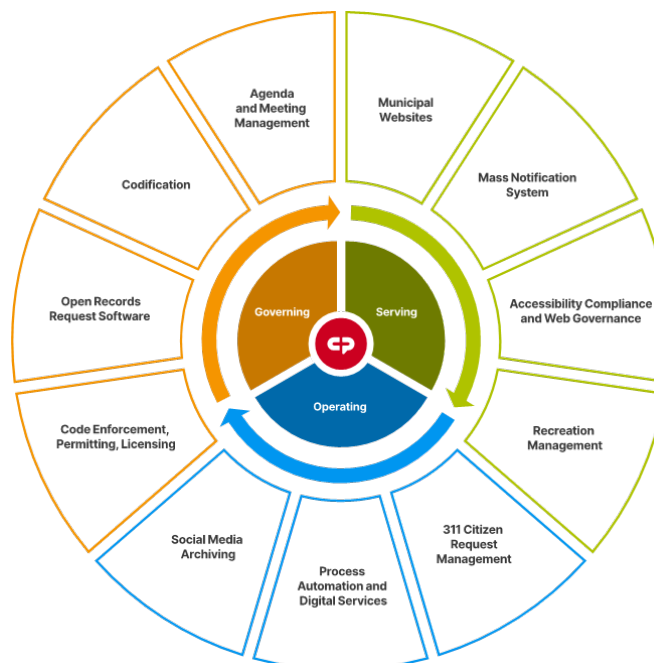 Agenda
and Meeting
Management
Municipal
Websites
Codification
Mass Notification
System
Open Records
Request Software
Governing
Serving
Accessibility Compliance
and Web Governance
CP
Operating
Code Enforcement,
Permitting, Licensing
Recreation
Management
Social Media
Archiving
311 Citizen
Request
Management
Process
Automation and
Digital Services